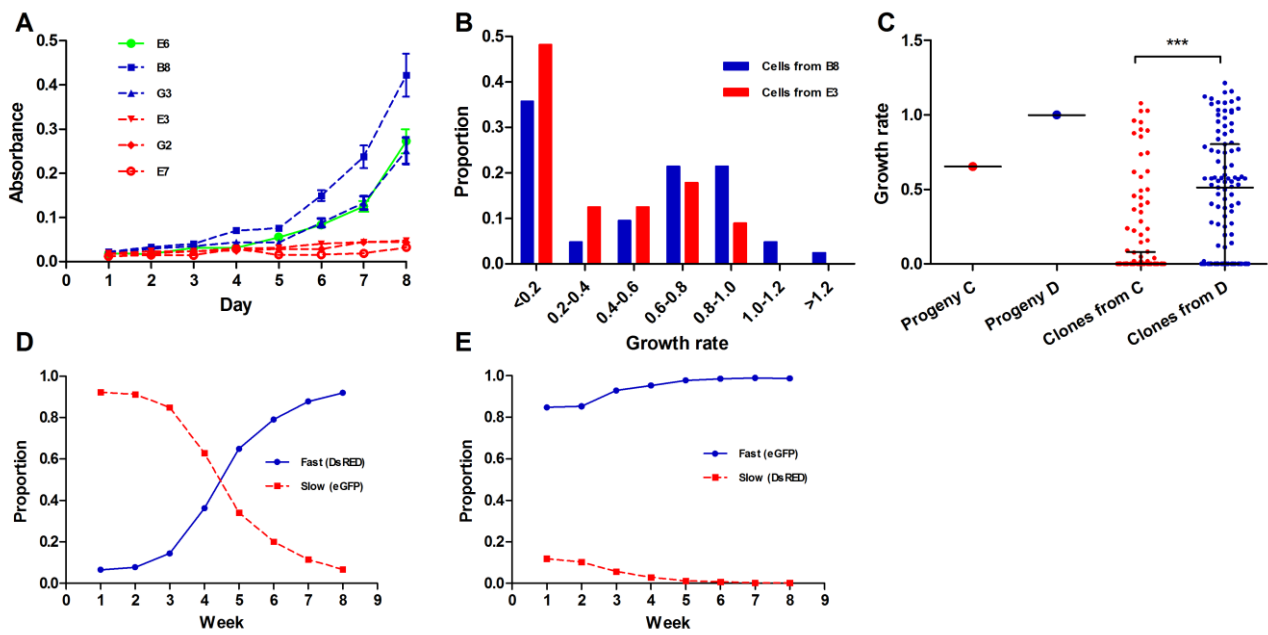 A
0.5
0.4
0.3
0.2
0.1
0.0
Absorbance
E6
B8
G3
E3
G2
E7
1 2 3 4 5 6 7 8
Day
B
0.5
0.4
0.3
0.2
0.1
0.0
Proportion
Cells from B8
Cells from E3
<0.2 0.2-0.4 0.4-0.6 0.6-0.8 0.8-1.0 1.0-1.2 >1.2
Growth rate
C
1.5
1.0
0.5
0.0
Growth rate
***
Progeny C Progeny D Clones from C Clones from D
D
1.0
0.8
0.6
0.4
0.2
0.0
Proportion
Fast (DsRED)
Slow (eGFP)
0 1 2 3 4 5 6 7 8 9
Week
E
1.0
0.8
0.6
0.4
0.2
0.0
Proportion
Fast (eGFP)
Slow (DsRED)
0 1 2 3 4 5 6 7 8 9
Week